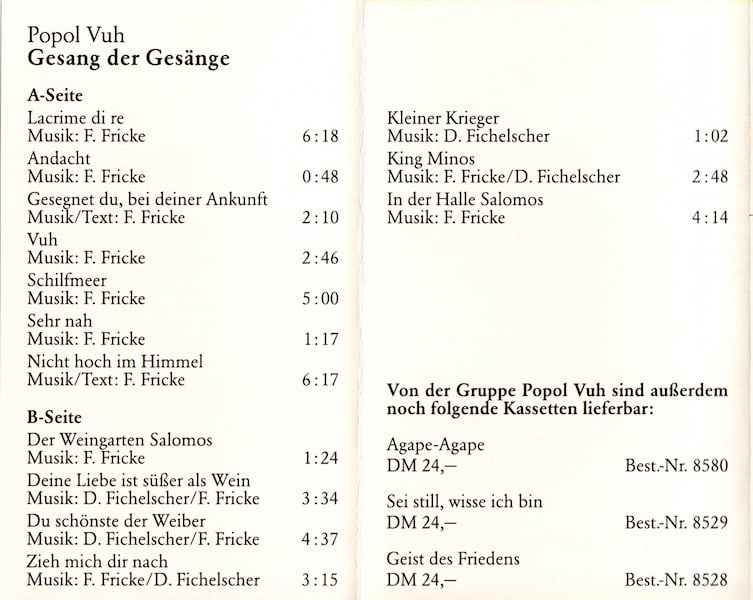 Popol Vuh
Gesang der Gesänge
A-Seite
Lacrime di re
Musik: F. Fricke 6:18
Andacht
Musik: F. Fricke 0:48
Gesegnet du, bei deiner Ankunft
Musik/Text: F. Fricke 2:10
Vuh
Musik: F. Fricke 2:46
Schilfmeer
Musik: F. Fricke 5:00
Sehr nah
Musik: F. Fricke 1:17
Nicht hoch im Himmel
Musik/Text: F. Fricke 6:17
B-Seite
Der Weingarten Salomos
Musik: F. Fricke 1:24
Deine Liebe ist süßer als Wein
Musik: D. Fichelscher/F. Fricke 3:34
Du schönste der Weiber
Musik: D. Fichelscher/F. Fricke 4:37
Zieh mich dir nach
Musik: F. Fricke/D. Fichelscher 3:15
Kleiner Krieger
Musik: D. Fichelscher 1:02
King Minos
Musik: F. Fricke/D. Fichelscher 2:48
In der Halle Salomos
Musik: F. Fricke 4:14
Von der Gruppe Popol Vuh sind außerdem
noch folgende Kassetten lieferbar:
Agape-Agape
DM 24,— Best.-Nr. 8580
Sei still, wisse ich bin
DM 24,— Best.-Nr. 8529
Geist des Friedens
DM 24,— Best.-Nr. 8528